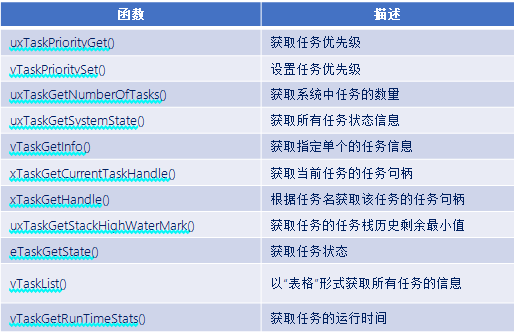 函数 描述
uxTaskPriorityGet() 获取任务优先级
vTaskPrioritySet() 设置任务优先级
uxTaskGetNumberOfTasks() 获取系统中任务的数量
uxTaskGetSystemState() 获取所有任务状态信息
vTaskGetInfo() 获取指定单个的任务信息
xTaskGetCurrentTaskHandle() 获取当前任务的任务句柄
xTaskGetHandle() 根据任务名获取该任务的任务句柄
uxTaskGetStackHighWaterMark() 获取任务的任务栈历史剩余最小值
eTaskGetState() 获取任务状态
vTaskList() 以“表格”形式获取所有任务的信息
vTaskGetRunTimeStats() 获取任务的运行时间